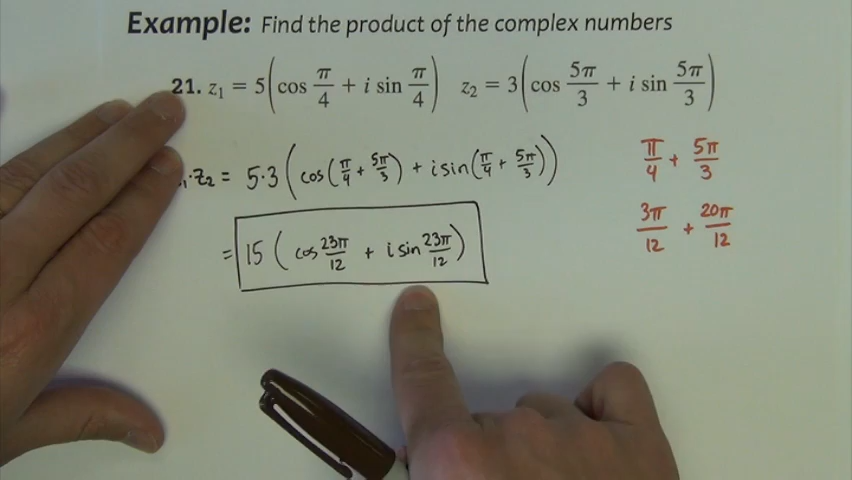 Example: Find the product of the complex numbers
21. z₁ = 5(cos π/4 + i sin π/4) z₂ = 3(cos 5π/3 + i sin 5π/3)
·z₂ = 5·3(cos(π/4 + 5π/3) + i sin(π/4 + 5π/3))
π/4 + 5π/3
3π/12 + 20π/12
= 15(cos 23π/12 + i sin 23π/12)